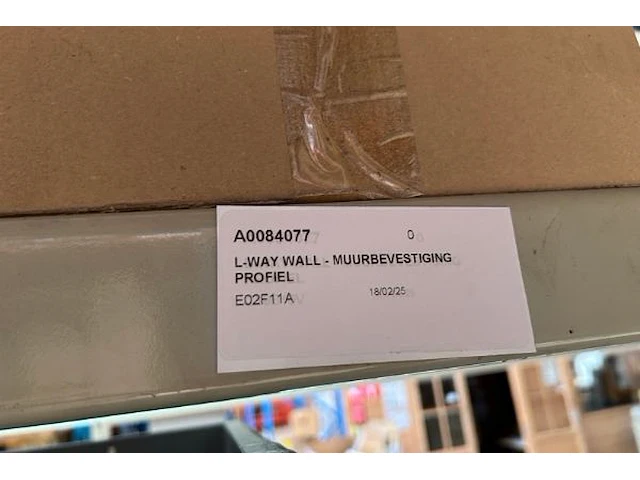 A0084077 0
L-WAY WALL - MUURBEVESTIGING
PROFIEL
E02F11A 18/02/25